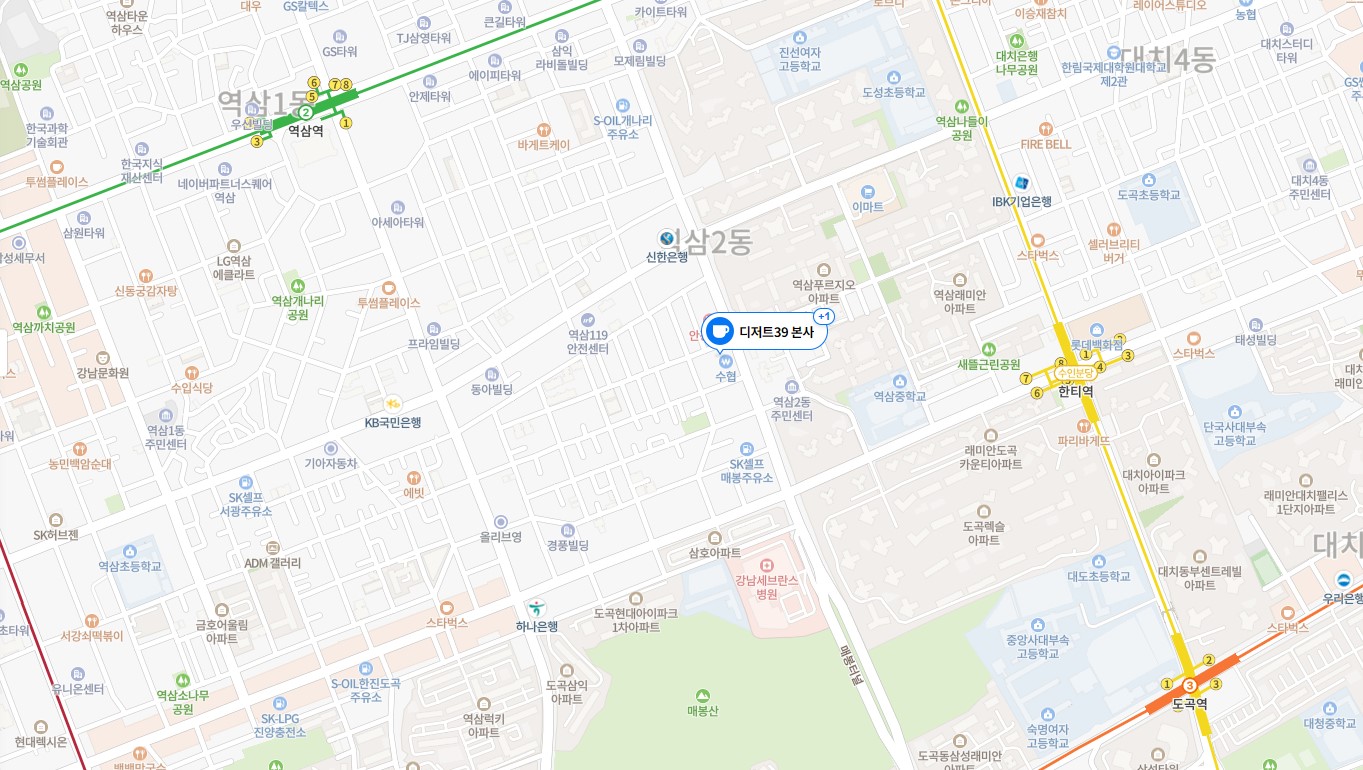 역삼타운
하우스
대우
GS칼텍스
큰길타워
카이트타워
이승재참치
레이어스튜디오
농협
GS타워
TJ삼영타워
삼익
라비돌빌딩
모제림빌딩
진선여자
고등학교
대치은행
나무공원
대치4동
한림국제대학원대학교
제2관
대치스터디
타워
역삼공원
에이피타워
안제타워
도성초등학교
6
7
8
5
역삼1동
2
우신빌딩
역삼역
1
3
한국과학
기술회관
S-OIL개나리
주유소
바게트케이
역삼나들이
공원
FIRE BELL
한국지식
재산센터
투썸플레이스
네이버파트너스퀘어
역삼
이마트
IBK기업은행
도곡초등학교
대치4동
주민센터
삼원타워
아세아타워
역삼2동
신한은행
스타벅스
셀러브리티
버거
LG역삼
에클라트
신동궁감자탕
역삼개나리
공원
투썸플레이스
역삼푸르지오
아파트
역삼래미안
아파트
역삼까치공원
프라임빌딩
역삼119
안전센터
+1
디저트39 본사
수협
롯데백화점
스타벅스
태성빌딩
강남문화원
수입식당
동아빌딩
새뜰근린공원
1
3
8
4
수인분당
7
6
한티역
역삼중학교
역삼2동
주민센터
KB국민은행
역삼1동
주민센터
파리바게뜨
단국사대부속
고등학교
농민백암순대
기아자동차
SK셀프
매봉주유소
래미안도곡
카운티아파트
대치아이파크
아파트
SK셀프
서광주유소
에빗
래미안대치팰리스
1단지아파트
SK허브젠
올리브영
경풍빌딩
삼호아파트
도곡렉슬
아파트
역삼초등학교
ADM갤러리
강남세브란스
병원
대도초등학교
대치동부센트레빌
아파트
우리은행
금호어울림
아파트
서강쇠떡볶이
스타벅스
하나은행
도곡현대아이파크
1차아파트
중앙사대부속
고등학교
스타벅스
매봉터널
유니온센터
역삼소나무
공원
S-OIL한진도곡
주유소
도곡삼익
아파트
매봉산
2
1
3
3
도곡역
SK-LPG
진양충전소
역삼럭키
아파트
숙명여자
고등학교
대청중학교
현대렉시온
도곡동삼성래미안
아파트